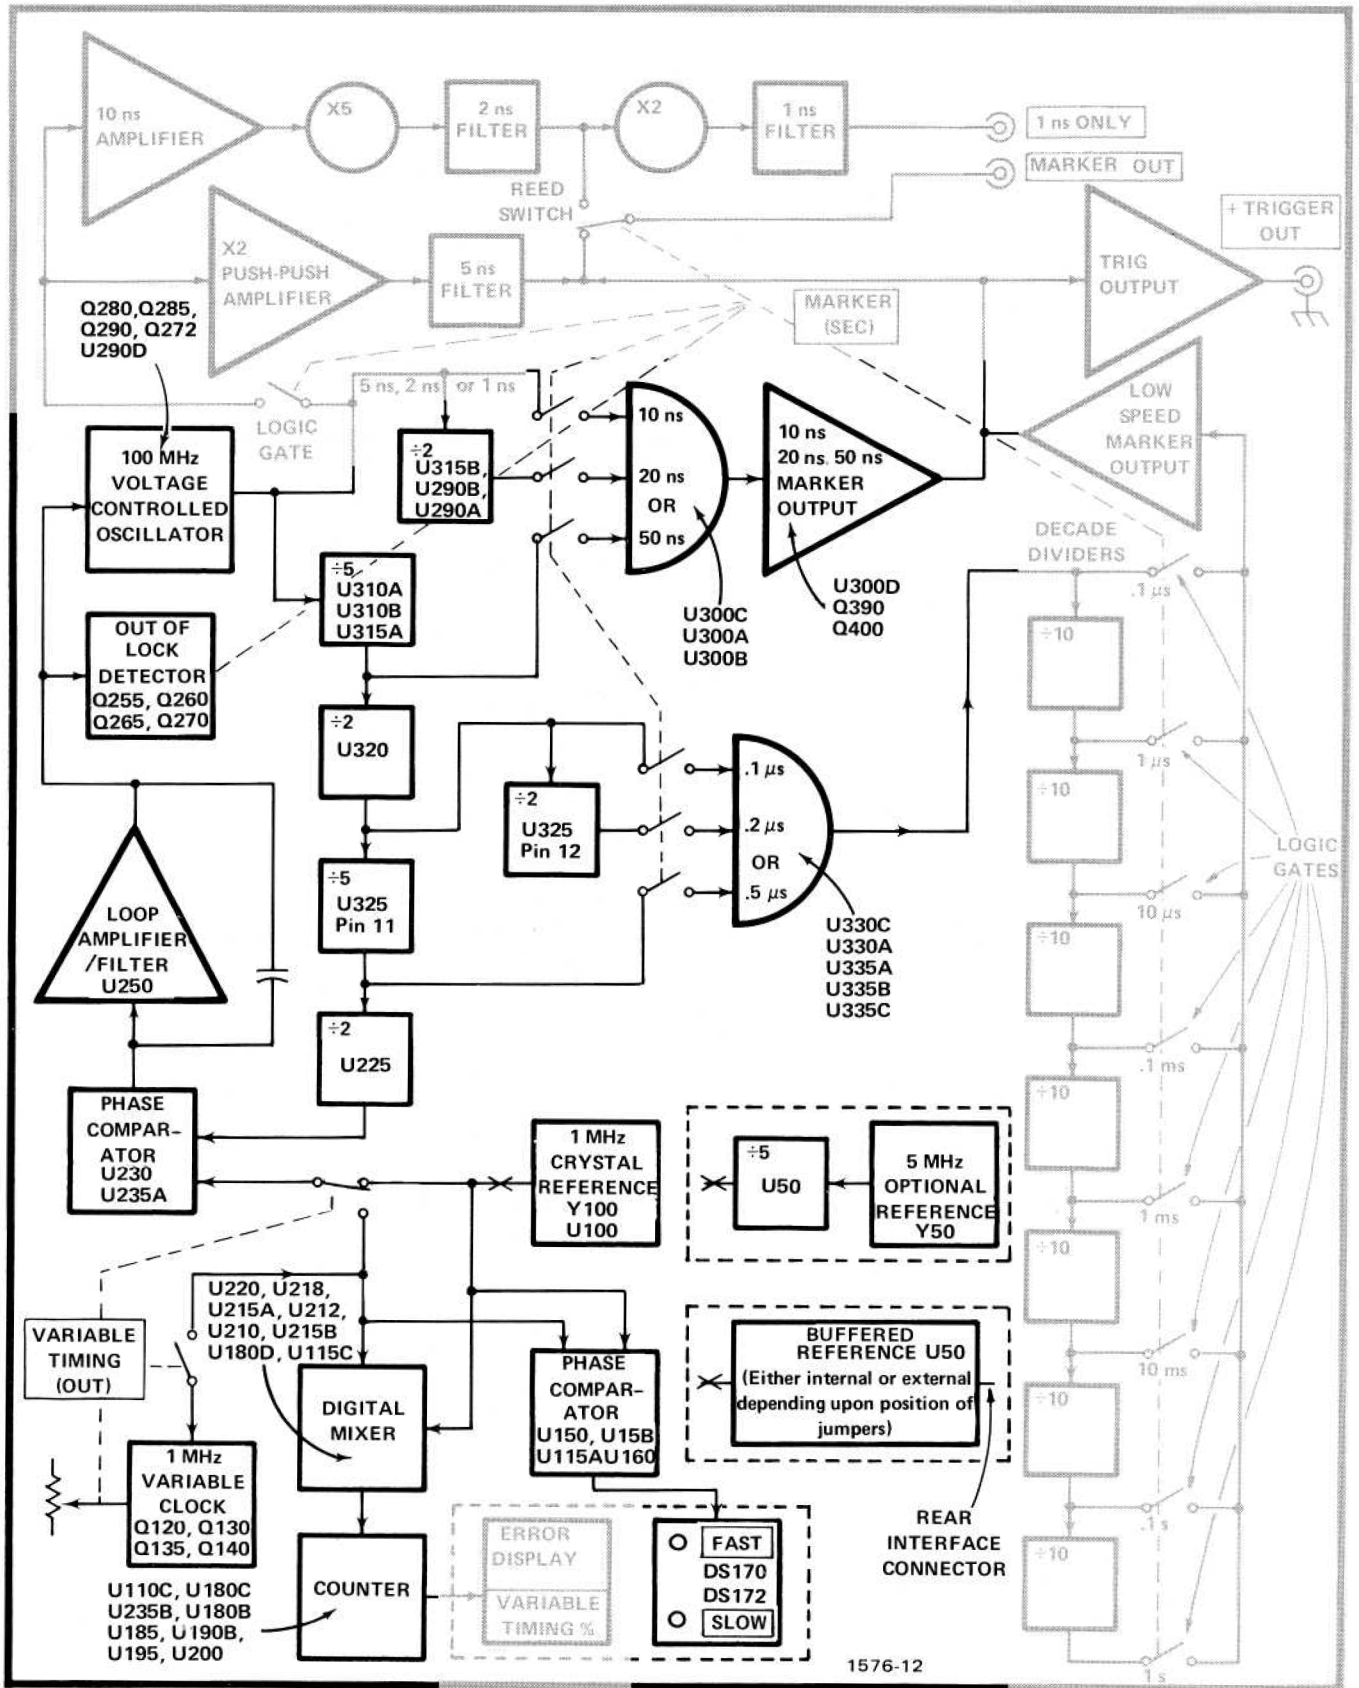 10 ns
AMPLIFIER
X5
2 ns
FILTER
X2
1 ns
FILTER
1 ns ONLY
MARKER OUT
REED
SWITCH
+ TRIGGER
OUT
X2
PUSH-PUSH
AMPLIFIER
5 ns
FILTER
TRIG
OUTPUT
MARKER
(SEC)
Q280,Q285,
Q290, Q272
U290D
5 ns, 2 ns or 1 ns
LOGIC
GATE
LOW
SPEED
MARKER
OUTPUT
100 MHz
VOLTAGE
CONTROLLED
OSCILLATOR
÷2
U315B,
U290B,
U290A
10 ns
20 ns
OR
50 ns
10 ns
20 ns. 50 ns
MARKER
OUTPUT
U300C
U300A
U300B
U300D
Q390
Q400
DECADE
DIVIDERS
.1 µs
÷5
U310A
U310B
U315A
OUT OF
LOCK
DETECTOR
Q255, Q260
Q265, Q270
÷10
÷2
U320
1 µs
÷2
U325
Pin 12
.1 µs
.2 µs
OR
.5 µs
÷10
LOGIC
GATES
÷5
U325
Pin 11
10 µs
LOOP
AMPLIFIER
/FILTER
U250
U330C
U330A
U335A
U335B
U335C
÷10
÷2
U225
.1 ms
÷10
PHASE
COMPAR-
ATOR
U230
U235A
1 MHz
CRYSTAL
REFERENCE
Y100
U100
÷5
U50
5 MHz
OPTIONAL
REFERENCE
Y50
1 ms
÷10
U220, U218,
U215A, U212,
U210, U215B
U180D, U115C
VARIABLE
TIMING
(OUT)
BUFFERED
REFERENCE U50
(Either internal or external
depending upon position of
jumpers)
10 ms
÷10
DIGITAL
MIXER
PHASE
COMPAR-
ATOR
U150, U15B
U115AU160
1 MHz
VARIABLE
CLOCK
Q120, Q130
Q135, Q140
REAR
INTERFACE
CONNECTOR
.1 s
÷10
ERROR
DISPLAY
VARIABLE
TIMING %
FAST
DS170
DS172
SLOW
COUNTER
U110C, U180C
U235B, U180B
U185, U190B,
U195, U200
1576-12
1 s